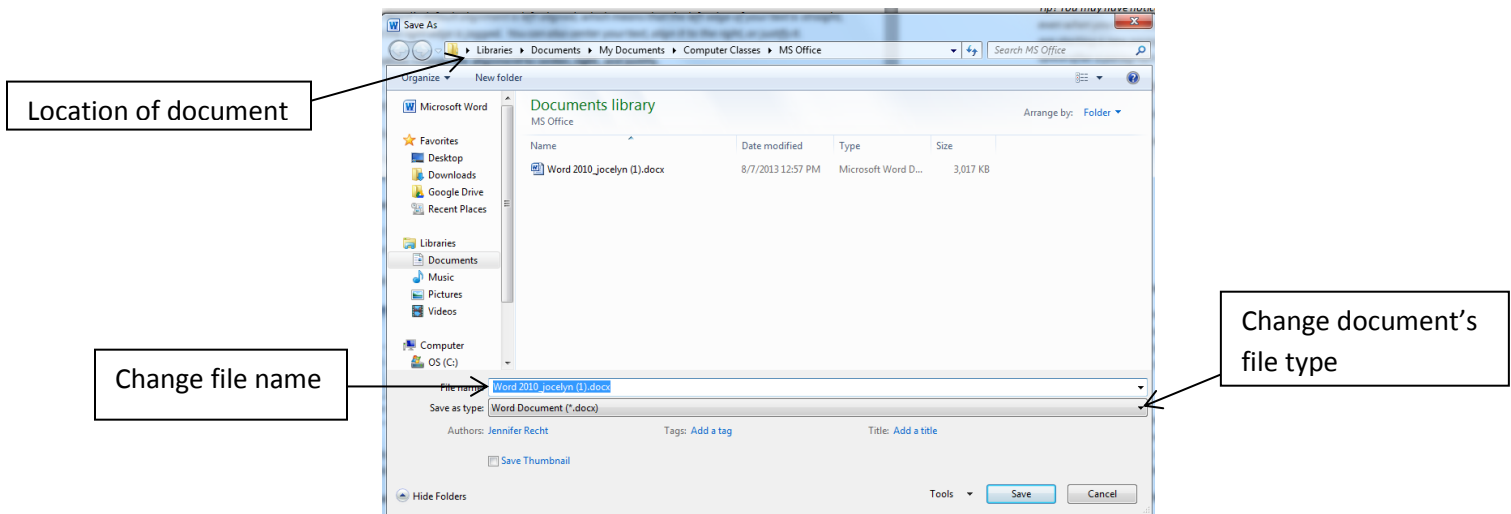 Tip! You may have notic
Save As
Libraries Documents My Documents Computer Classes MS Office
Search MS Office
Organize New folder
Location of document
Microsoft Word
Documents library
MS Office
Arrange by: Folder
Favorites
Name Date modified Type Size
Desktop
Word 2010_jocelyn (1).docx 8/7/2013 12:57 PM Microsoft Word D... 3,017 KB
Downloads
Google Drive
Recent Places
Libraries
Documents
Music
Pictures
Videos
Computer
OS (C:)
Change document’s
file type
Change file name
File name: Word 2010_jocelyn (1).docx
Save as type: Word Document (*.docx)
Authors: Jennifer Recht Tags: Add a tag Title: Add a title
Save Thumbnail
Hide Folders
Tools Save Cancel